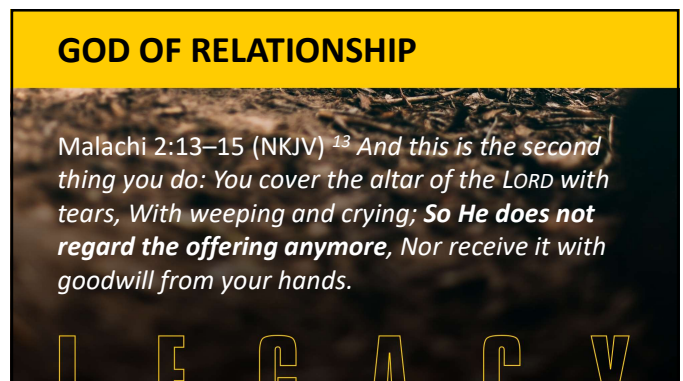 GOD OF RELATIONSHIP
Malachi 2:13–15 (NKJV) 13 And this is the second
thing you do: You cover the altar of the LORD with
tears, With weeping and crying; So He does not
regard the offering anymore, Nor receive it with
goodwill from your hands.
L E G A C Y